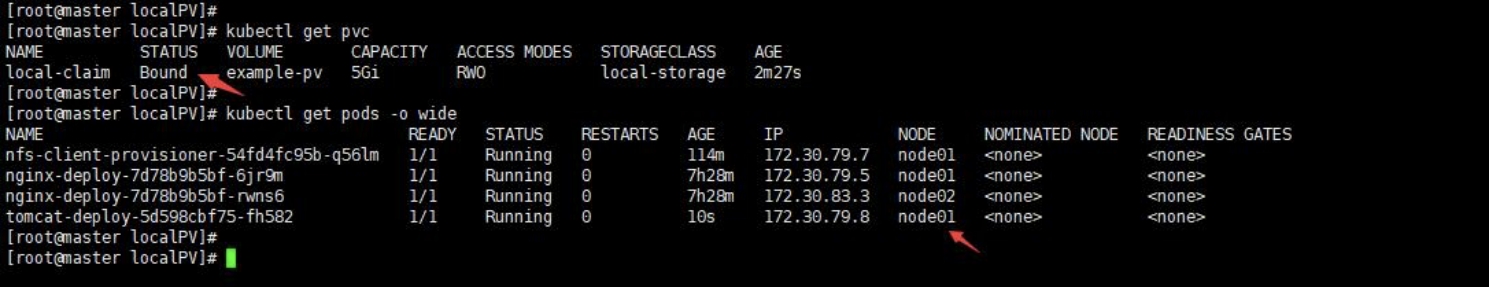 [root@master localPV]#
[root@master localPV]# kubectl get pvc
NAME STATUS VOLUME CAPACITY ACCESS MODES STORAGECLASS AGE
local-claim Bound example-pv 5Gi RWO local-storage 2m27s
[root@master localPV]#
[root@master localPV]# kubectl get pods -o wide
NAME READY STATUS RESTARTS AGE IP NODE NOMINATED NODE READINESS GATES
nfs-client-provisioner-54fd4fc95b-q56lm 1/1 Running 0 114m 172.30.79.7 node01 <none> <none>
nginx-deploy-7d78b9b5bf-6jr9m 1/1 Running 0 7h28m 172.30.79.5 node01 <none> <none>
nginx-deploy-7d78b9b5bf-rwns6 1/1 Running 0 7h28m 172.30.83.3 node02 <none> <none>
tomcat-deploy-5d598cbf75-fh582 1/1 Running 0 10s 172.30.79.8 node01 <none> <none>
[root@master localPV]#
[root@master localPV]#